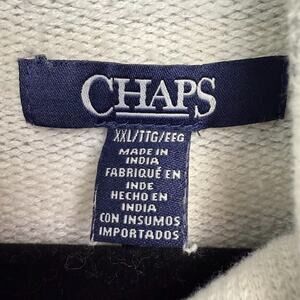 CHAPS
XXL/TTG/EEG
MADE IN
INDIA
FABRIQUÉ EN
INDE
HECHO EN
INDIA
CON INSUMOS
IMPORTADOS